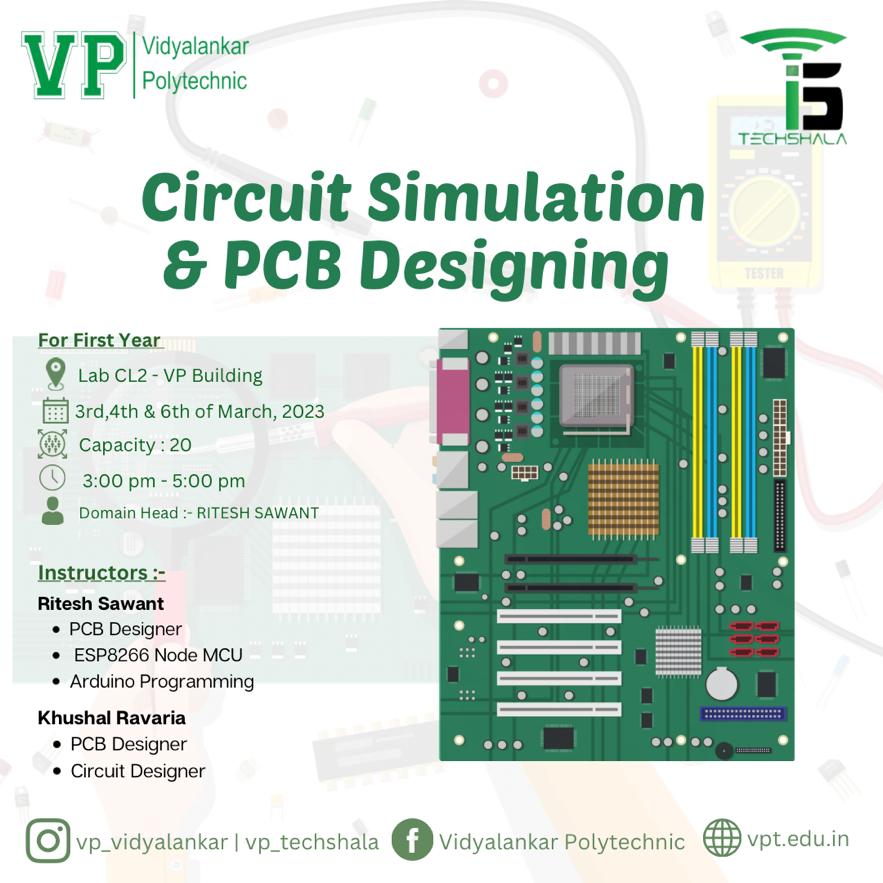 VP
Vidyalankar
Polytechnic
TS
TECHSHALA
Circuit Simulation
& PCB Designing
TESTER
For First Year
Lab CL2 - VP Building
3rd,4th & 6th of March, 2023
Capacity : 20
3:00 pm - 5:00 pm
Domain Head :- RITESH SAWANT
Instructors :-
Ritesh Sawant
• PCB Designer
• ESP8266 Node MCU
• Arduino Programming
Khushal Ravaria
• PCB Designer
• Circuit Designer
vp_vidyalankar | vp_techshala
Vidyalankar Polytechnic
vpt.edu.in